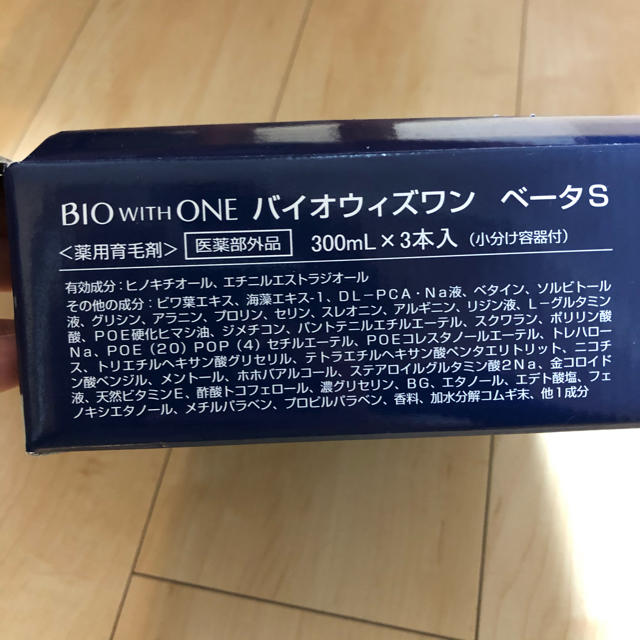 BIO WITH ONE バイオウィズワン ベータS
<薬用育毛剤> 医薬部外品 300mL×3本入 (小分け容器付)
有効成分:ヒノキチオール、エチニルエストラジオール
その他の成分:ビワ葉エキス、海藻エキス-1、DL-PCA・Na液、ベタイン、ソルビトール
液、グリシン、アラニン、プロリン、セリン、スレオニン、アルギニン、リジン液、L-グルタミン
酸、POE硬化ヒマシ油、ジメチコン、パントテニルエチルエーテル、スクワラン、ポリリン酸
Na、POE(20)POP(4)セチルエーテル、POEコレスタノールエーテル、トレハロー
ス、トリエチルヘキサン酸グリセリル、テトラエチルヘキサン酸ペンタエリトリット、ニコチ
ン酸ベンジル、メントール、ホホバアルコール、ステアロイルグルタミン酸2Na、金コロイド
液、天然ビタミンE、酢酸トコフェロール、濃グリセリン、BG、エタノール、エデト酸塩、フェ
ノキシエタノール、メチルパラベン、プロピルパラベン、香料、加水分解コムギ末、他1成分